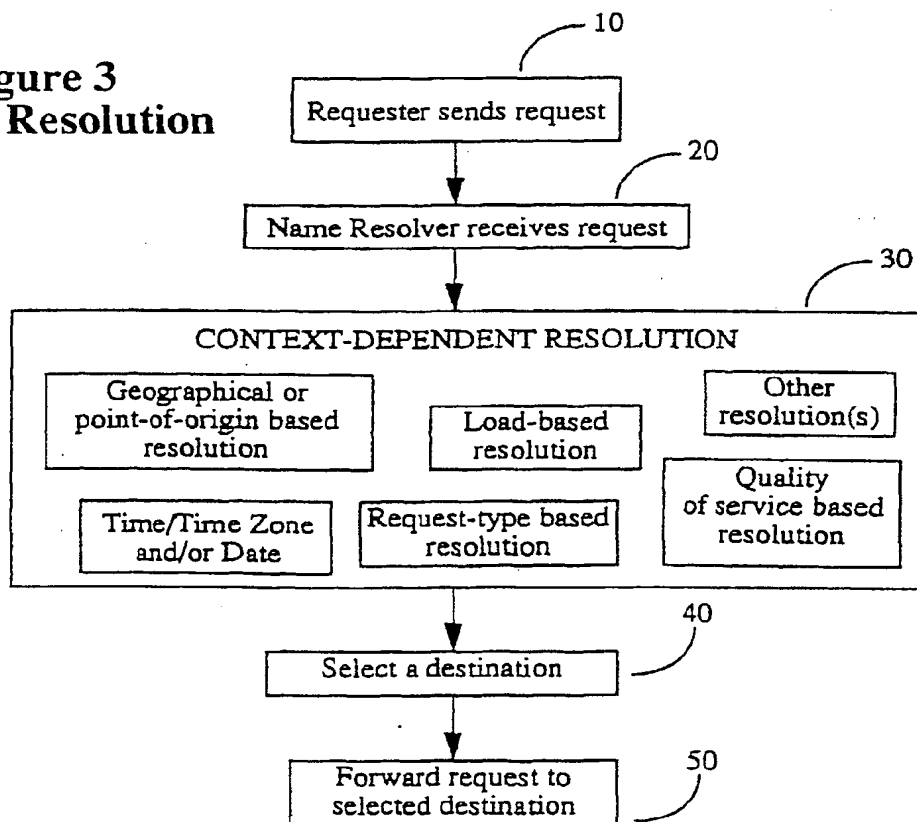 gure 3
Resolution
10
Requester sends request
20
Name Resolver receives request
30
CONTEXT-DEPENDENT RESOLUTION
Geographical or
point-of-origin based
resolution
Load-based
resolution
Other
resolution(s)
Time/Time Zone
and/or Date
Request-type based
resolution
Quality
of service based
resolution
40
Select a destination
50
Forward request to
selected destination